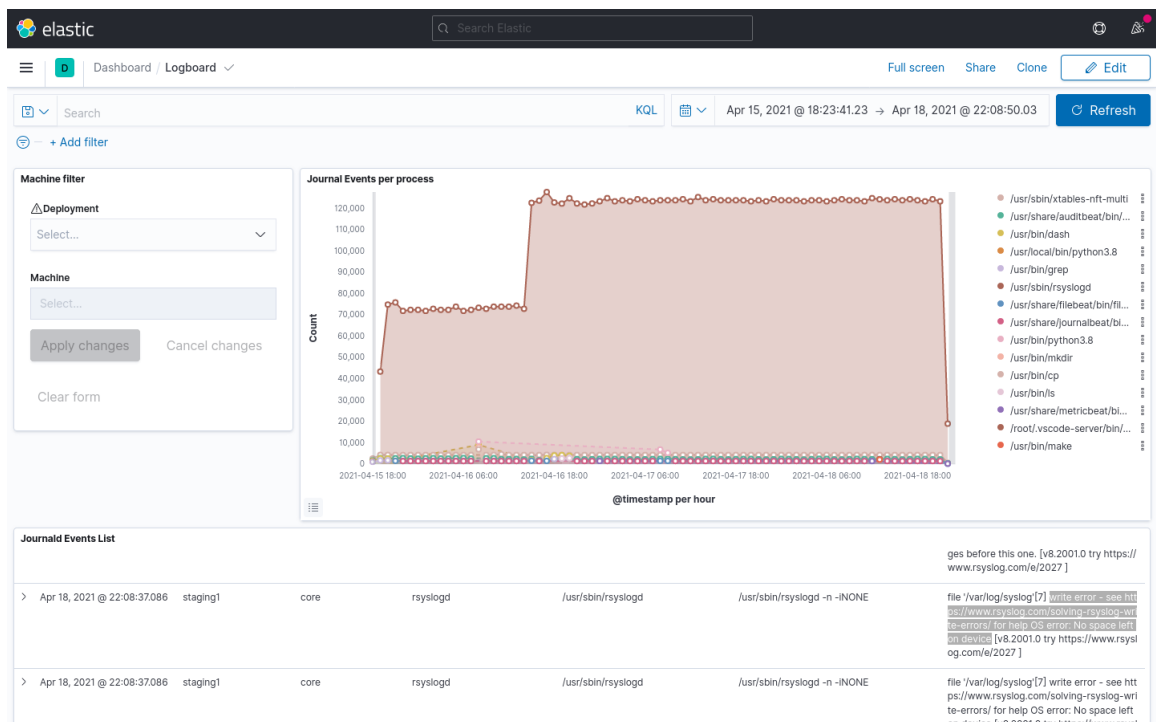 elastic
Search Elastic
D
Dashboard / Logboard
Full screen
Share
Clone
Edit
Search
KQL
Apr 15, 2021 @ 18:23:41.23 → Apr 18, 2021 @ 22:08:50.03
Refresh
+ Add filter
Machine filter
Deployment
Select...
Machine
Select...
Apply changes
Cancel changes
Clear form
Journal Events per process
120,000
110,000
100,000
90,000
80,000
70,000
60,000
50,000
40,000
30,000
20,000
10,000
0
Count
2021-04-15 18:00
2021-04-16 06:00
2021-04-16 18:00
2021-04-17 06:00
2021-04-17 18:00
2021-04-18 06:00
2021-04-18 18:00
@timestamp per hour
/usr/sbin/xtables-nft-multi
/usr/share/auditbeat/bin/...
/usr/bin/dash
/usr/local/bin/python3.8
/usr/bin/grep
/usr/sbin/rsyslogd
/usr/share/filebeat/bin/fil...
/usr/share/journalbeat/bi...
/usr/bin/python3.8
/usr/bin/mkdir
/usr/bin/cp
/usr/bin/ls
/usr/share/metricbeat/bi...
/root/.vscode-server/bin/...
/usr/bin/make
Journald Events List
ges before this one. [v8.2001.0 try https://
www.rsyslog.com/e/2027 ]
Apr 18, 2021 @ 22:08:37.086 staging1 core rsyslogd /usr/sbin/rsyslogd /usr/sbin/rsyslogd -n -iNONE file '/var/log/syslog'[7] write error - see htt
ps://www.rsyslog.com/solving-rsyslog-wri
te-errors/ for help OS error: No space left
on device [v8.2001.0 try https://www.rsysl
og.com/e/2027 ]
Apr 18, 2021 @ 22:08:37.086 staging1 core rsyslogd /usr/sbin/rsyslogd /usr/sbin/rsyslogd -n -iNONE file '/var/log/syslog'[7] write error - see htt
ps://www.rsyslog.com/solving-rsyslog-wri
te-errors/ for help OS error: No space left